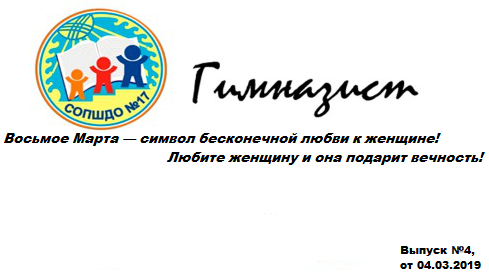 СОПШДО №17
Гимназист
Восьмое Марта — символ бесконечной любви к женщине!
Любите женщину и она подарит вечность!
Выпуск №4,
от 04.03.2019